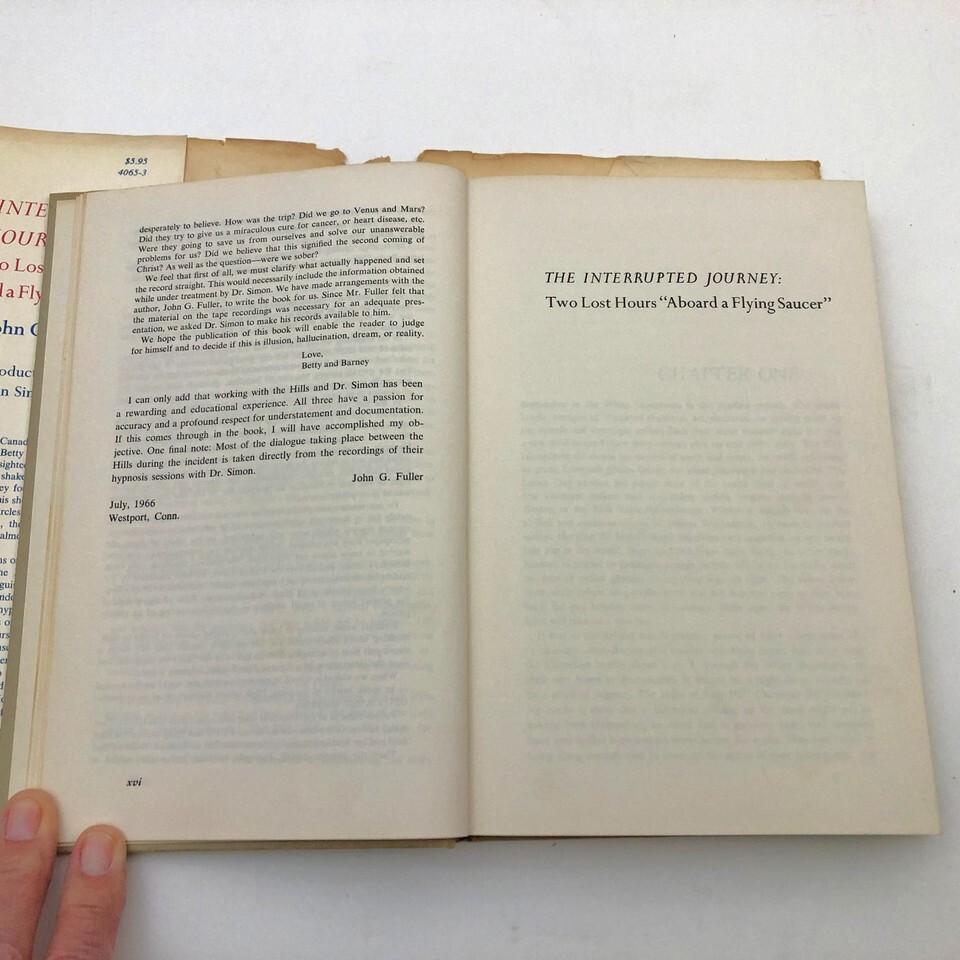 $5.95
4065-3
INTE
OUR
o Los
l a Fly
ohn G
oduct
n Sim
Canad
Betty
sighte
shake
ey fo
his sh
ircles
, the
almo
desperately to believe. How was the trip? Did we go to Venus and Mars?
Did they try to give us a miraculous cure for cancer, or heart disease, etc.
Were they going to save us from ourselves and solve our unanswerable
problems for us? Did we believe that this signified the second coming of
Christ? As well as the question—were we sober?
We feel that first of all, we must clarify what actually happened and set
the record straight. This would necessarily include the information obtained
while under treatment by Dr. Simon. We have made arrangements with the
author, John G. Fuller, to write the book for us. Since Mr. Fuller felt that
the material on the tape recordings was necessary for an adequate pres-
entation, we asked Dr. Simon to make his records available to him.
We hope the publication of this book will enable the reader to judge
for himself and to decide if this is illusion, hallucination, dream, or reality.
Love,
Betty and Barney
I can only add that working with the Hills and Dr. Simon has been
a rewarding and educational experience. All three have a passion for
accuracy and a profound respect for understatement and documentation.
If this comes through in the book, I will have accomplished my ob-
jective. One final note: Most of the dialogue taking place between the
Hills during the incident is taken directly from the recordings of their
hypnosis sessions with Dr. Simon.
John G. Fuller
July, 1966
Westport, Conn.
xvi
THE INTERRUPTED JOURNEY:
Two Lost Hours "Aboard a Flying Saucer"
CHAPTER ONE